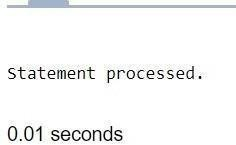 Statement processed.
0.01 seconds